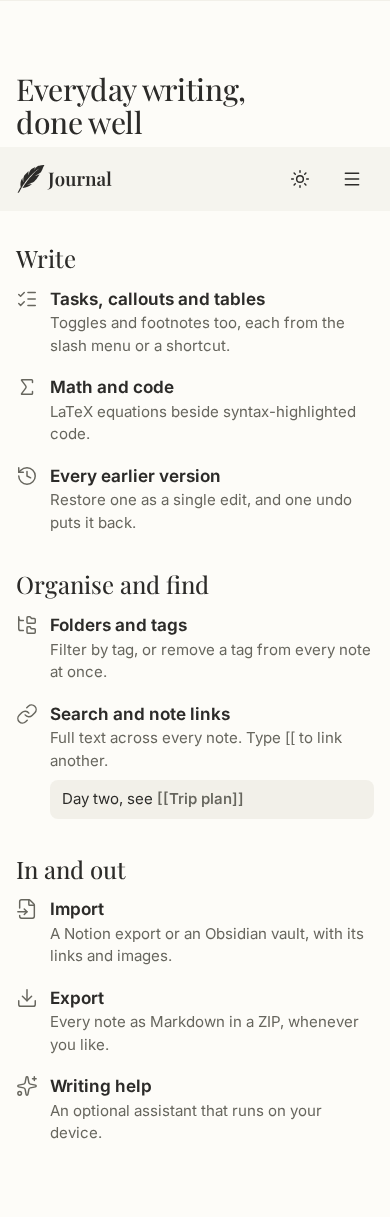 Everyday writing,
done well
Journal
Write
Tasks, callouts and tables
Toggles and footnotes too, each from the
slash menu or a shortcut.
Math and code
LaTeX equations beside syntax-highlighted
code.
Every earlier version
Restore one as a single edit, and one undo
puts it back.
Organise and find
Folders and tags
Filter by tag, or remove a tag from every note
at once.
Search and note links
Full text across every note. Type [[ to link
another.
Day two, see [[Trip plan]]
In and out
Import
A Notion export or an Obsidian vault, with its
links and images.
Export
Every note as Markdown in a ZIP, whenever
you like.
Writing help
An optional assistant that runs on your
device.